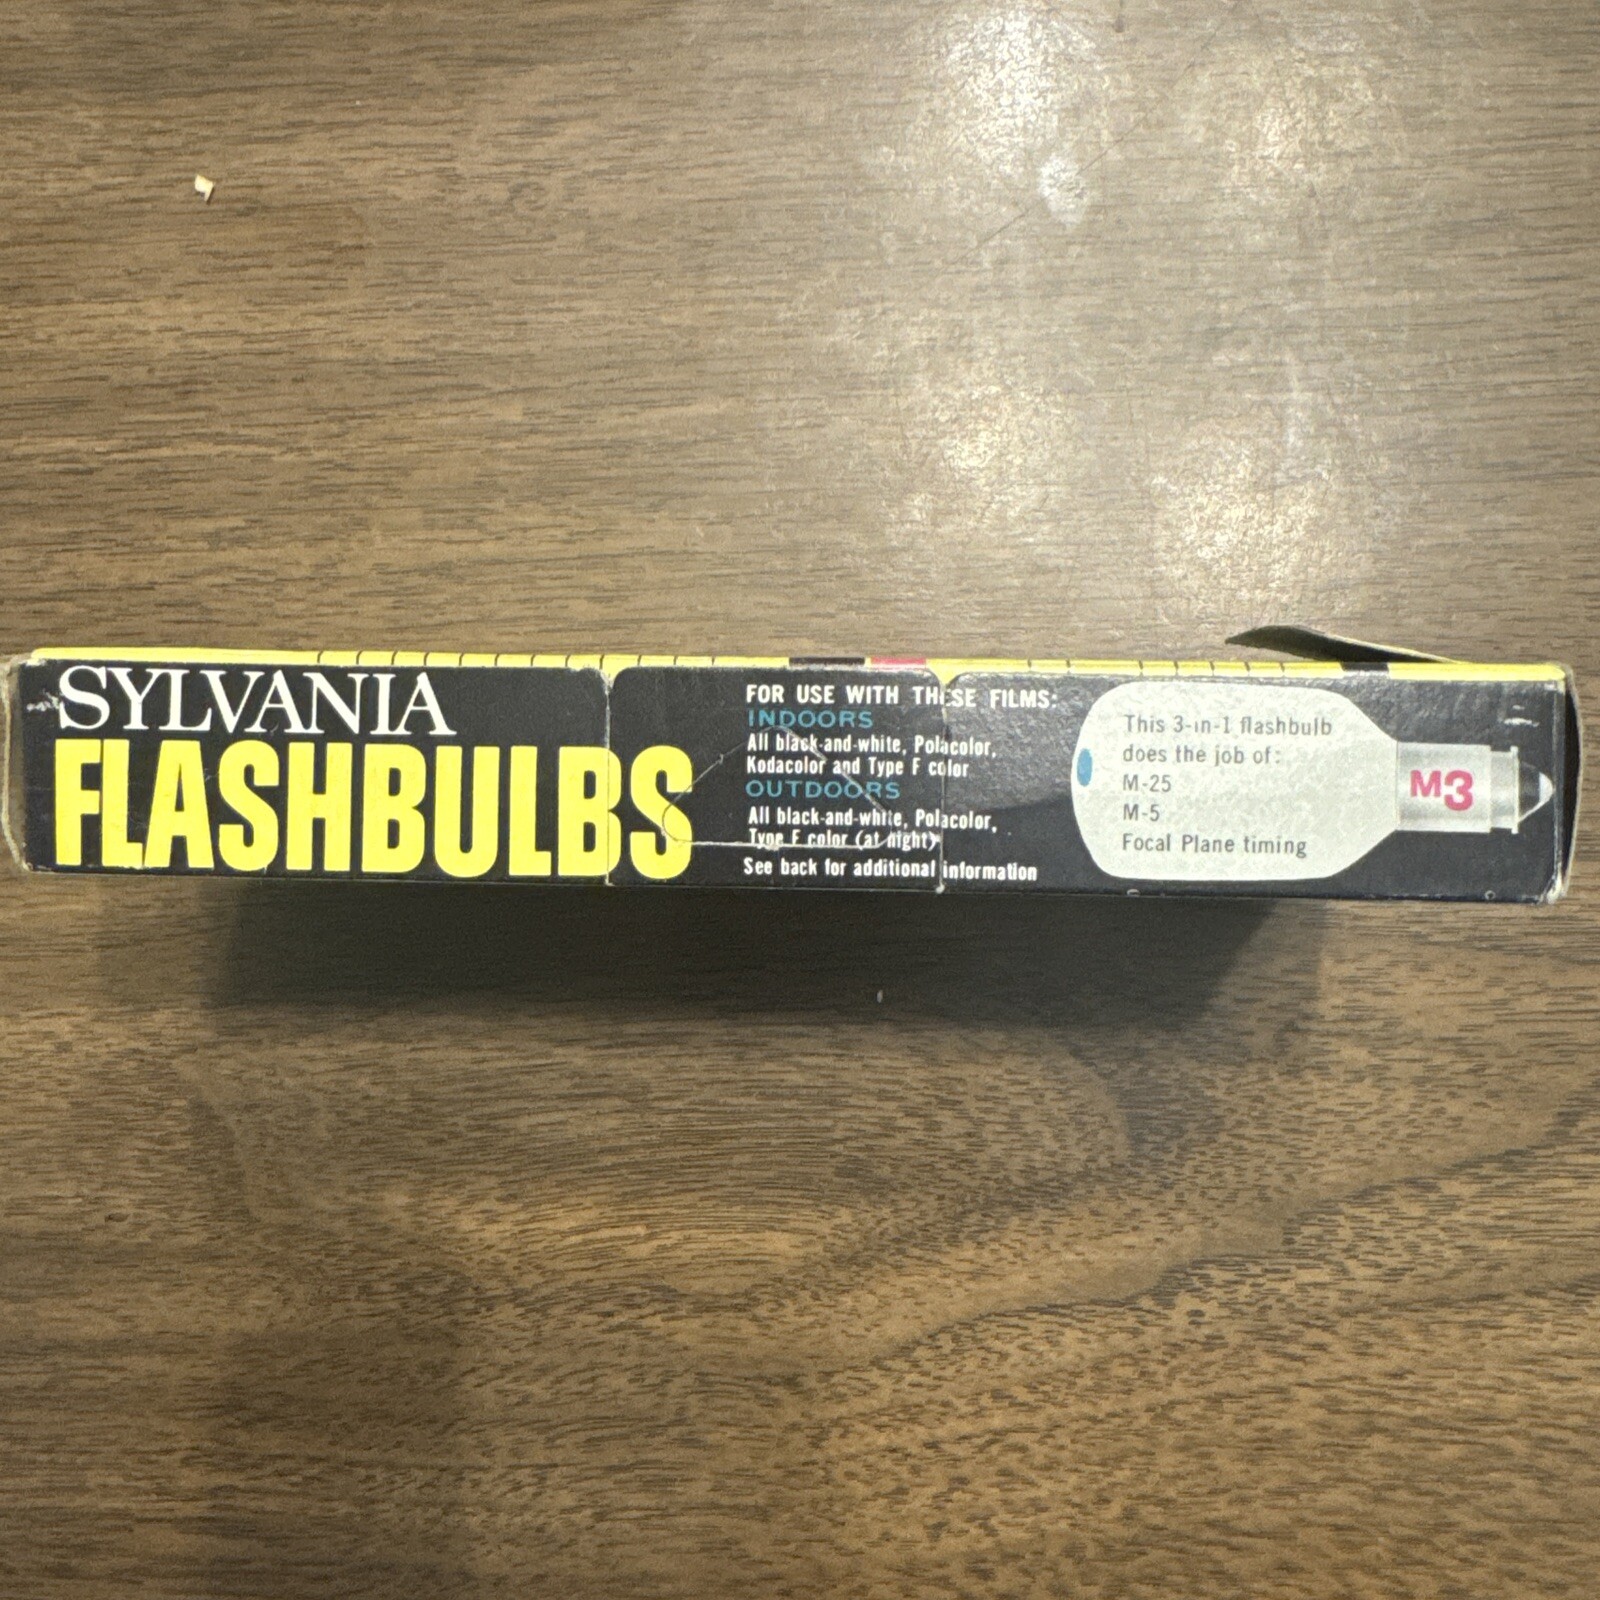 SYLVANIA
FLASHBULBS
FOR USE WITH THESE FILMS:
INDOORS
All black-and-white, Polacolor,
Kodacolor and Type F color
OUTDOORS
All black-and-white, Polacolor,
Type F color (at night)
See back for additional information
This 3-in-1 flashbulb
does the job of:
M-25
M-5
Focal Plane timing
M3